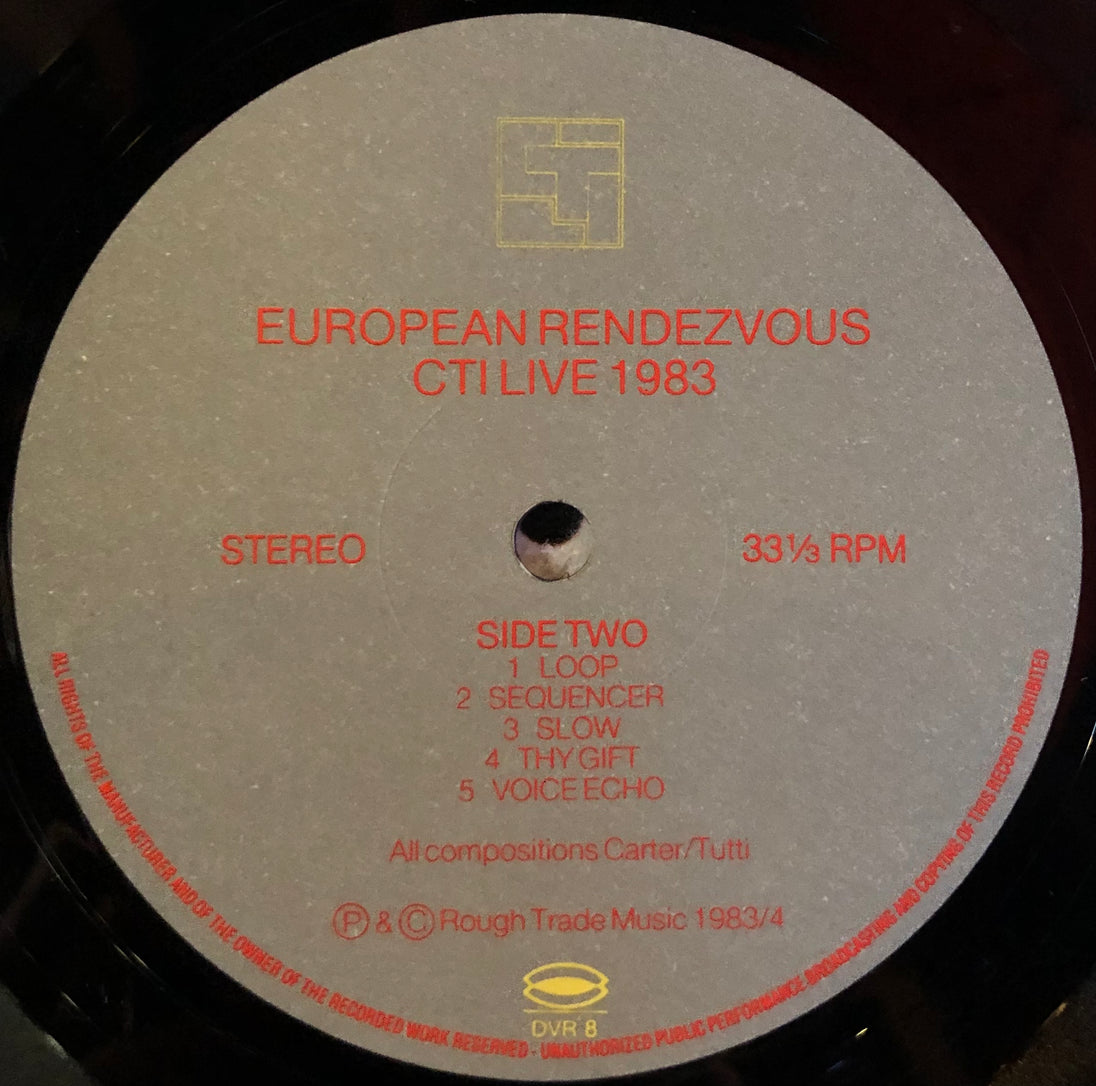 EUROPEAN RENDEZVOUS
CTI LIVE 1983
STEREO
33⅓ RPM
SIDE TWO
1 LOOP
2 SEQUENCER
3 SLOW
4 THY GIFT
5 VOICE ECHO
All compositions Carter/Tutti
Ⓟ & Ⓒ Rough Trade Music 1983/4
DVR 8
ALL RIGHTS OF THE MANUFACTURER AND OF THE OWNER OF THE RECORDED WORK RESERVED - UNAUTHORIZED PUBLIC PERFORMANCE BROADCASTING AND COPYING OF THIS RECORD PROHIBITED